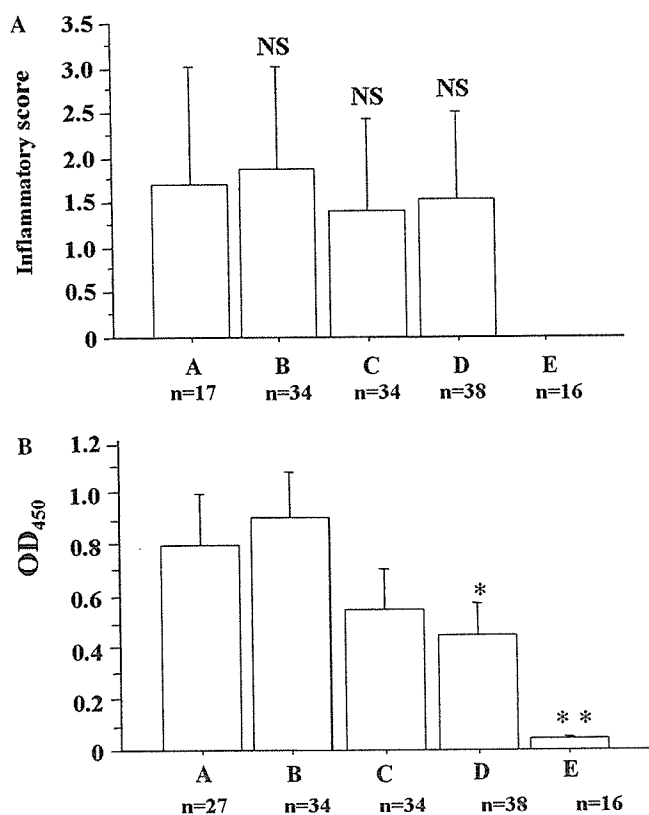 A
3.5
3.0
2.5
2.0
1.5
1.0
0.5
0
Inflammatory score
NS
NS
NS
A B C D E
n=17 n=34 n=34 n=38 n=16
B
1.2
1.0
0.8
0.6
0.4
0.2
0
OD450
*
* *
A B C D E
n=27 n=34 n=34 n=38 n=16